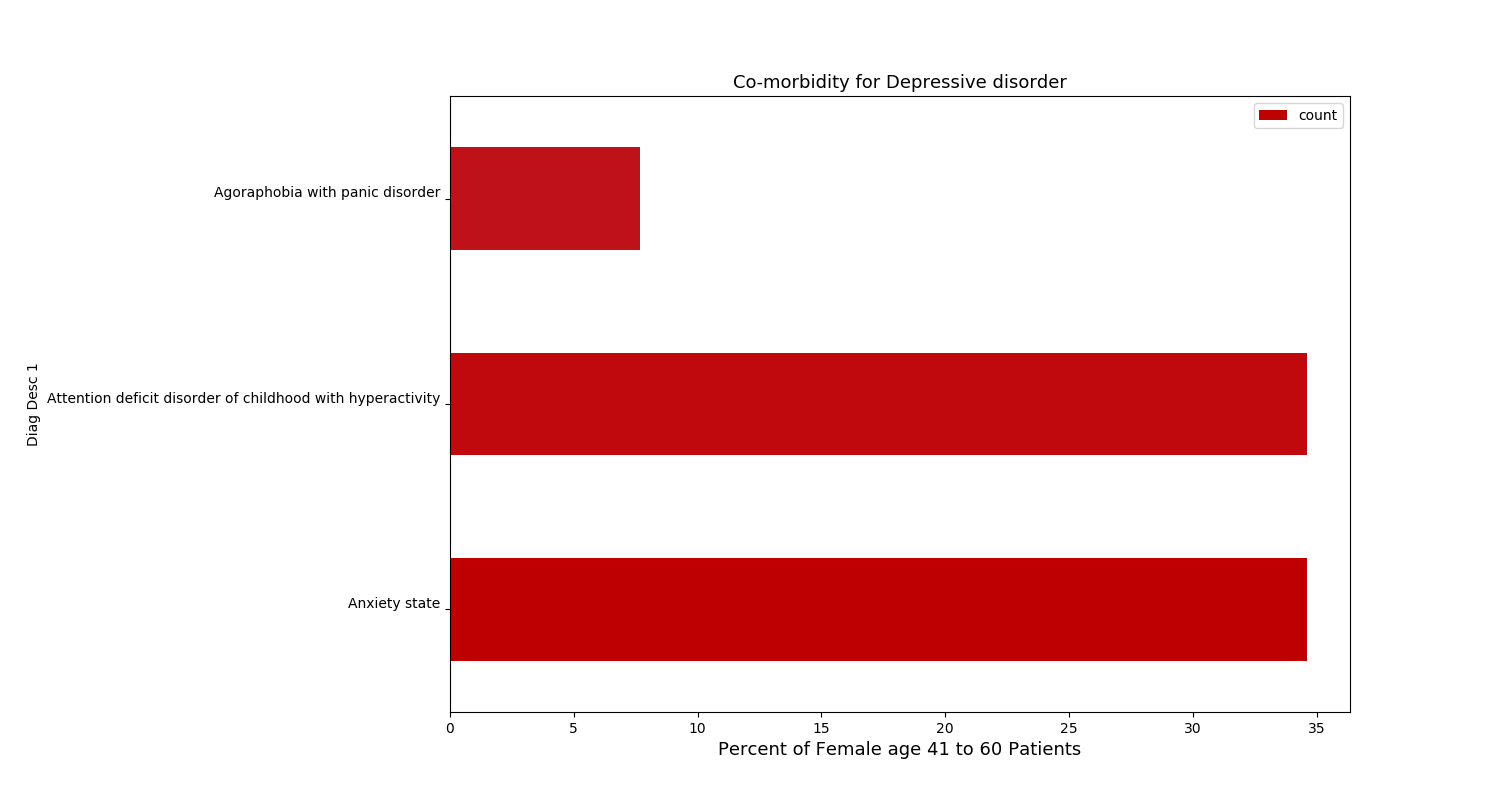 Co-morbidity for Depressive disorder
count
Agoraphobia with panic disorder
Attention deficit disorder of childhood with hyperactivity
Anxiety state
Diag Desc 1
0 5 10 15 20 25 30 35
Percent of Female age 41 to 60 Patients